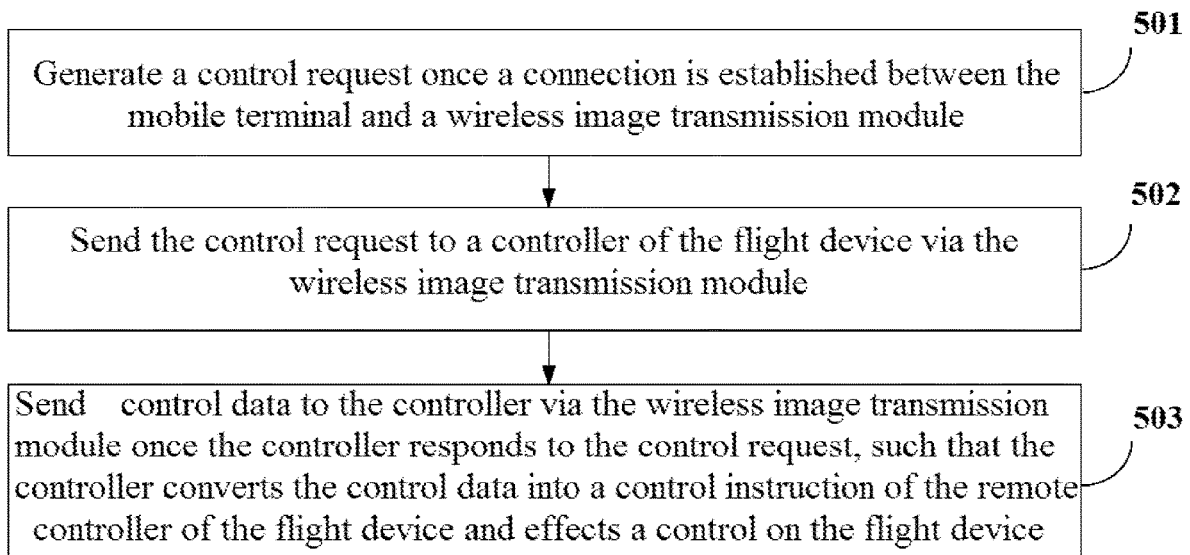 501
Generate a control request once a connection is established between the
mobile terminal and a wireless image transmission module
502
Send the control request to a controller of the flight device via the
wireless image transmission module
503
Send control data to the controller via the wireless image transmission
module once the controller responds to the control request, such that the
controller converts the control data into a control instruction of the remote
controller of the flight device and effects a control on the flight device